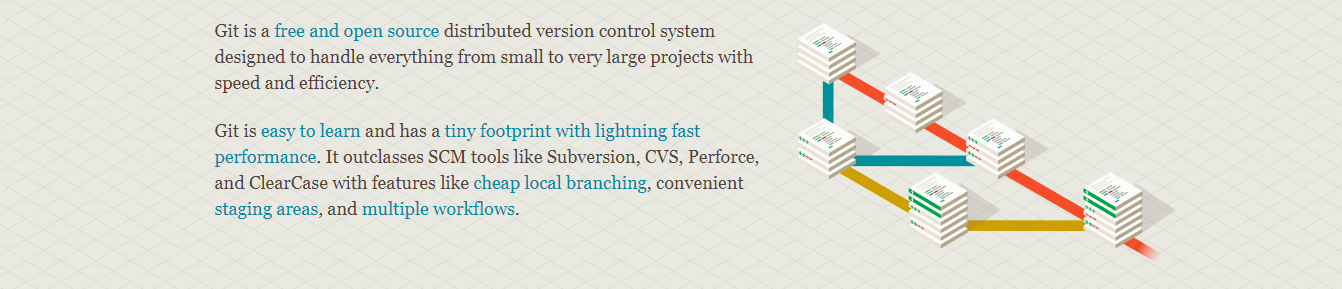 Git is a free and open source distributed version control system
designed to handle everything from small to very large projects with
speed and efficiency.
Git is easy to learn and has a tiny footprint with lightning fast
performance. It outclasses SCM tools like Subversion, CVS, Perforce,
and ClearCase with features like cheap local branching, convenient
staging areas, and multiple workflows.